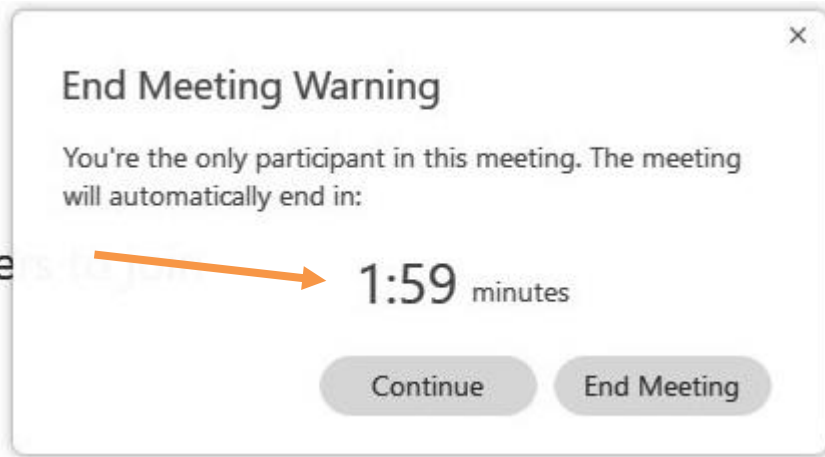 End Meeting Warning
You're the only participant in this meeting. The meeting
will automatically end in:
1:59 minutes
Continue End Meeting